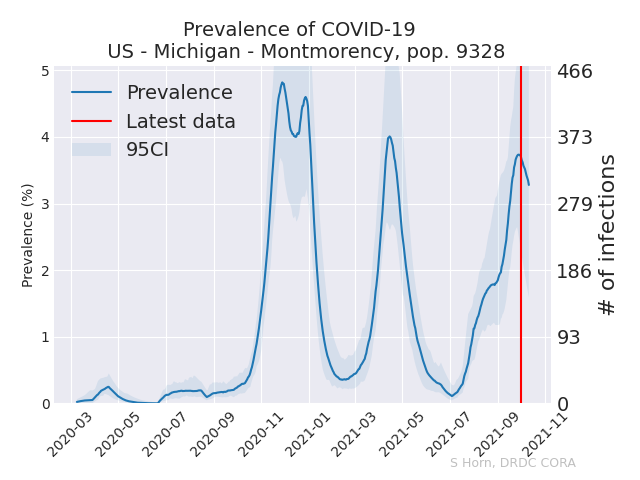 Prevalence of COVID-19
US - Michigan - Montmorency, pop. 9328
Prevalence
Latest data
95CI
Prevalence (%)
5
4
3
2
1
0
466
373
279
186
93
0
# of infections
2020-03
2020-05
2020-07
2020-09
2020-11
2021-01
2021-03
2021-05
2021-07
2021-09
2021-11
S Horn, DRDC CORA